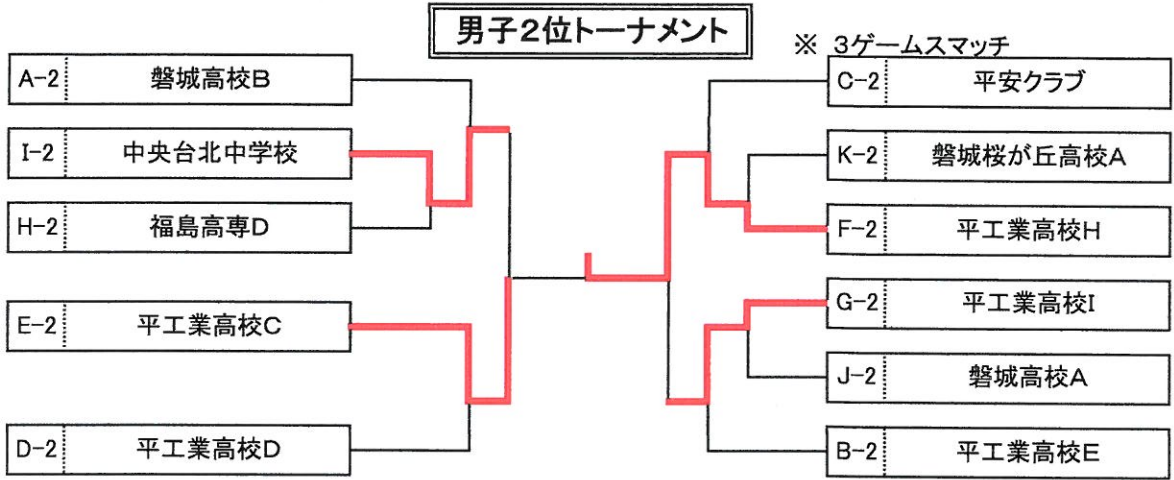 男子2位トーナメント
※ 3ゲームスマッチ
A-2 磐城高校B
I-2 中央台北中学校
H-2 福島高専D
E-2 平工業高校C
D-2 平工業高校D
C-2 平安クラブ
K-2 磐城桜が丘高校A
F-2 平工業高校H
G-2 平工業高校I
J-2 磐城高校A
B-2 平工業高校E